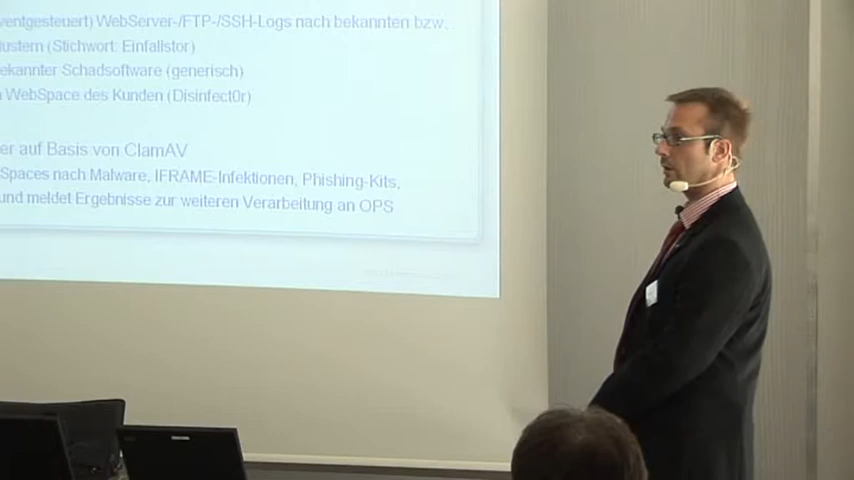 ventgesteuert) WebServer-/FTP-/SSH-Logs nach bekannten bzw...
ustern (Stichwort: Einfallstor)
ekannter Schadsoftware (generisch)
WebSpace des Kunden (Disinfect0r)
er auf Basis von ClamAV
Spaces nach Malware, IFRAME-Infektionen, Phishing-Kits,
und meldet Ergebnisse zur weiteren Verarbeitung an OPS